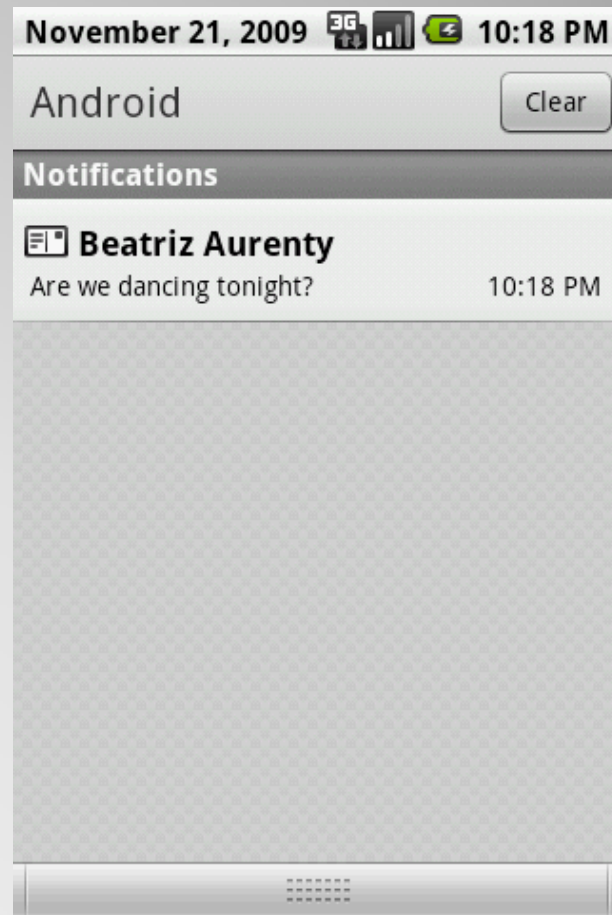 November 21, 2009 3G 10:18 PM
Android Clear
Notifications
Beatriz Aurenty
Are we dancing tonight? 10:18 PM